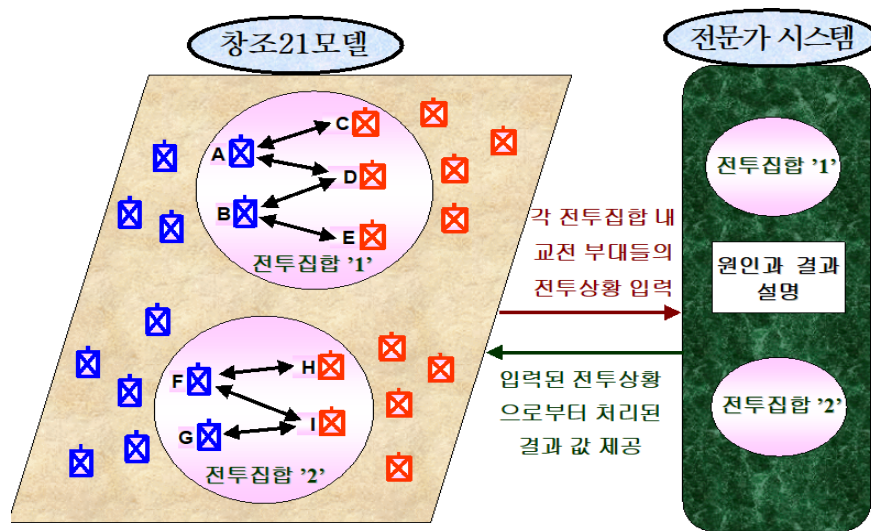 창조21모델
전문가 시스템
A
B
C
D
E
전투집합 '1'
F
G
H
I
전투집합 '2'
각 전투집합 내
교전 부대들의
전투상황 입력
입력된 전투상황
으로부터 처리된
결과 값 제공
전투집합 '1'
원인과 결과
설명
전투집합 '2'